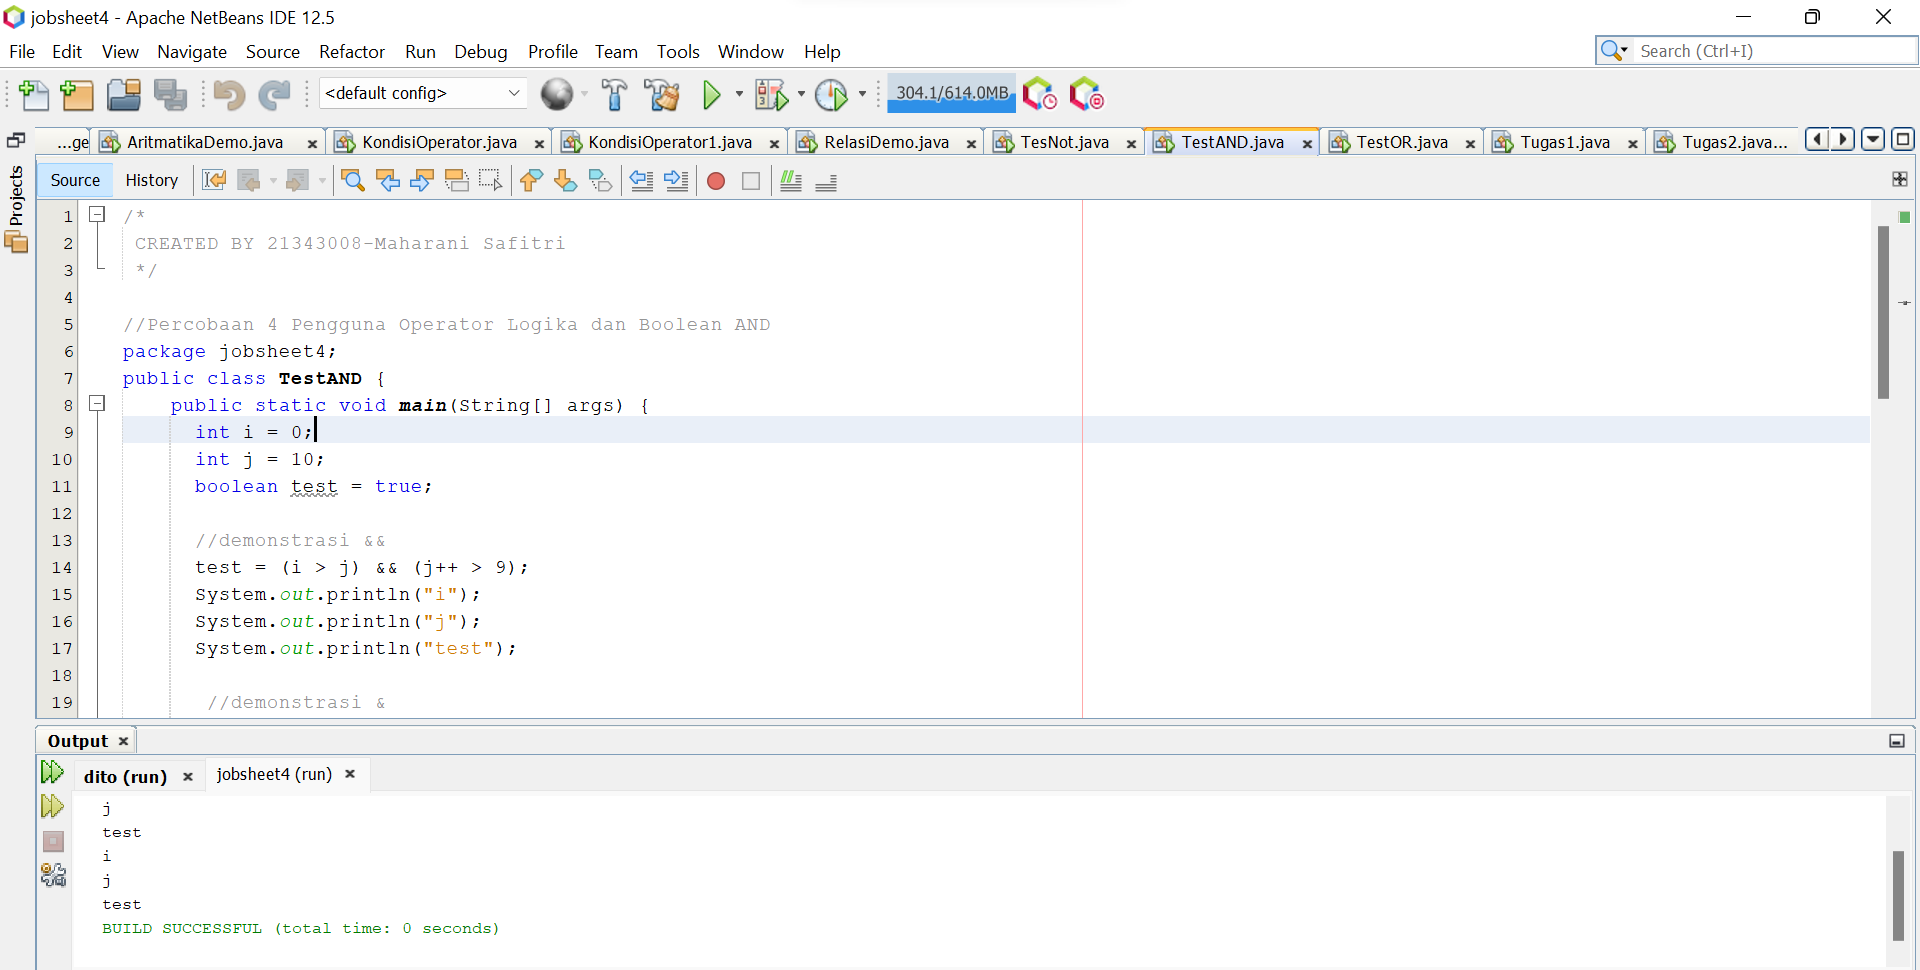 jobsheet4 - Apache NetBeans IDE 12.5
File Edit View Navigate Source Refactor Run Debug Profile Team Tools Window Help
Search (Ctrl+I)
<default config>
304.1/614.0MB
...ge AritmatikaDemo.java KondisiOperator.java KondisiOperator1.java RelasiDemo.java TesNot.java TestAND.java TestOR.java Tugas1.java Tugas2.java...
Projects
Source History
1 /*
2 CREATED BY 21343008-Maharani Safitri
3 */
4
5 //Percobaan 4 Pengguna Operator Logika dan Boolean AND
6 package jobsheet4;
7 public class TestAND {
8 public static void main(String[] args) {
9 int i = 0;
10 int j = 10;
11 boolean test = true;
12
13 //demonstrasi &&
14 test = (i > j) && (j++ > 9);
15 System.out.println("i");
16 System.out.println("j");
17 System.out.println("test");
18
19 //demonstrasi &
Output
dito (run) jobsheet4 (run)
j
test
i
j
test
BUILD SUCCESSFUL (total time: 0 seconds)